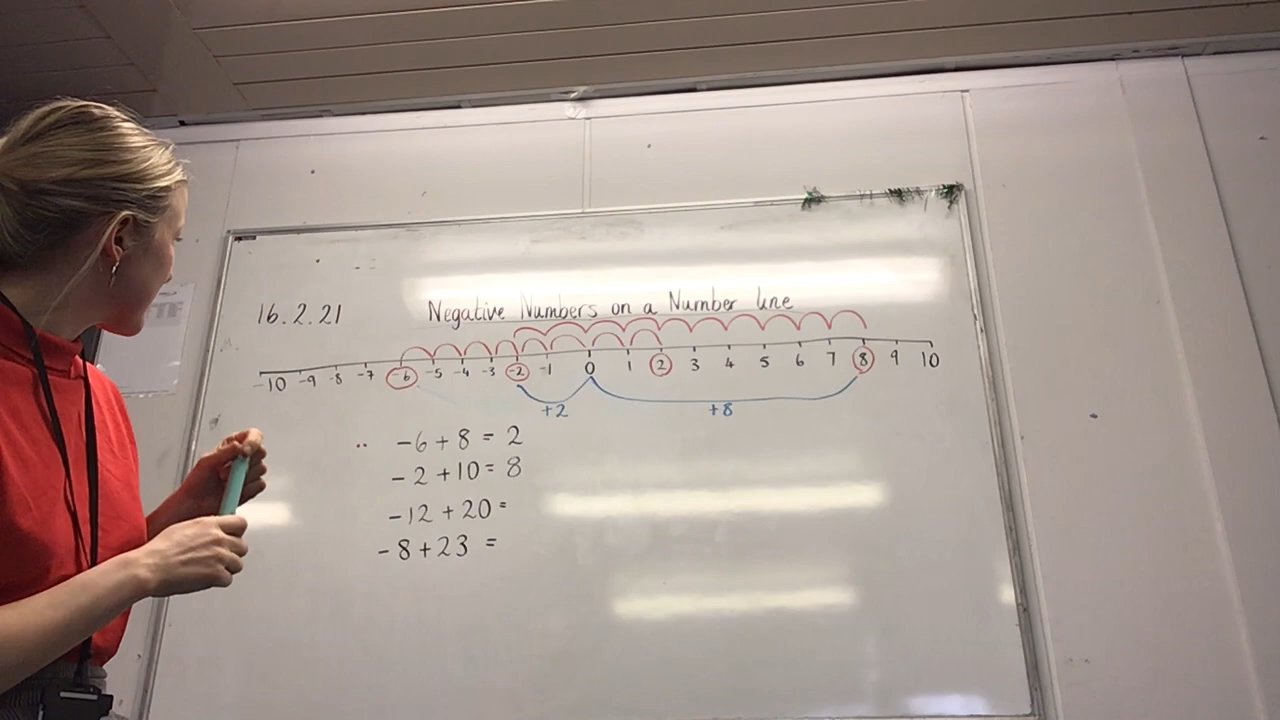 16.2.21
Negative Numbers on a Number line
-10 -9 -8 -7 -6 -5 -4 -3 -2 -1 0 1 2 3 4 5 6 7 8 9 10
+2 +8
-6 + 8 = 2
-2 + 10 = 8
-12 + 20 =
-8 + 23 =